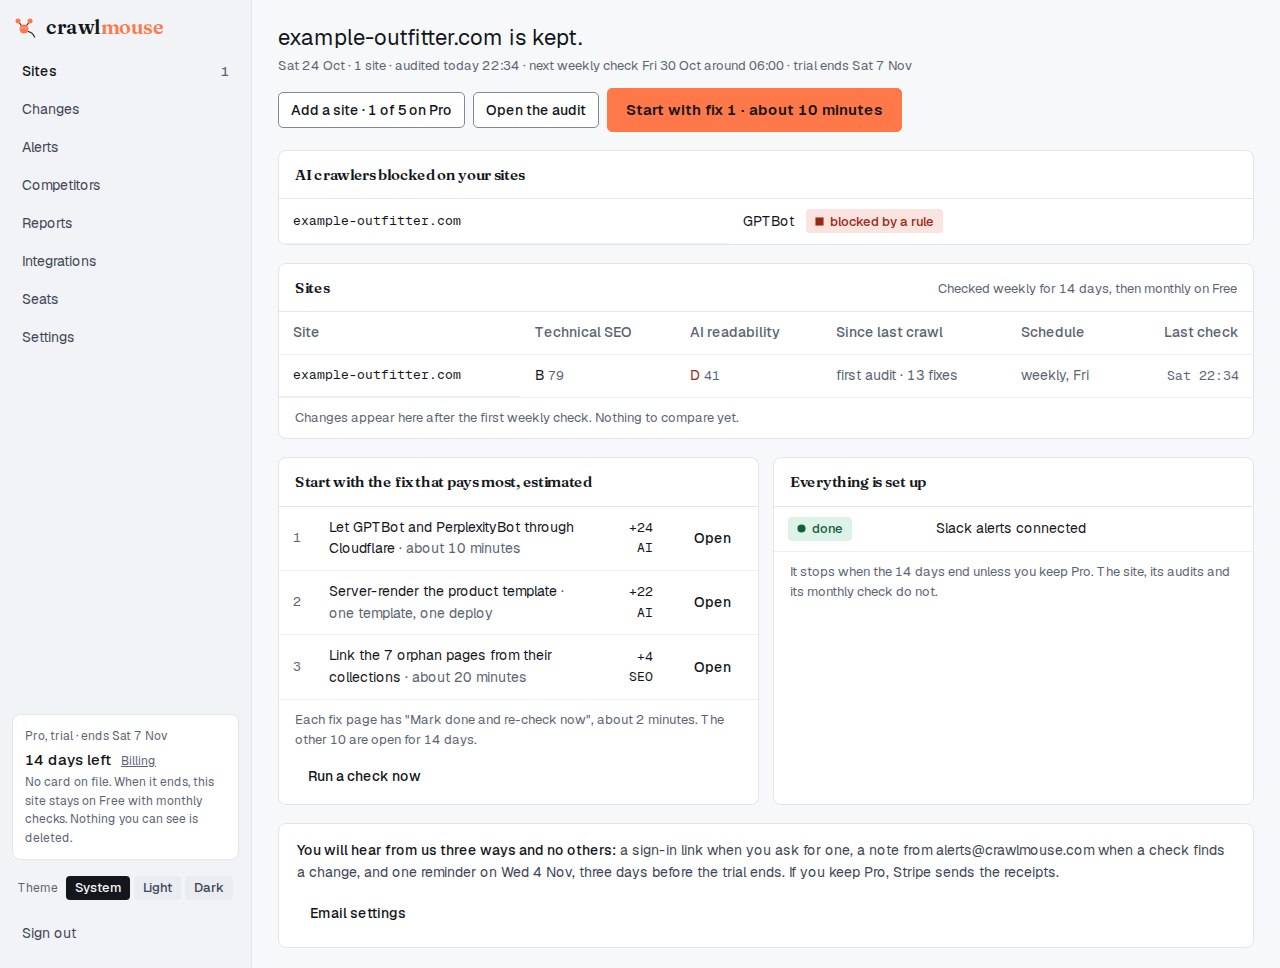 crawlmouse
Sites 1
Changes
Alerts
Competitors
Reports
Integrations
Seats
Settings
Pro, trial · ends Sat 7 Nov
14 days left Billing
No card on file. When it ends, this
site stays on Free with monthly
checks. Nothing you can see is
deleted.
Theme System Light Dark
Sign out
example-outfitter.com is kept.
Sat 24 Oct · 1 site · audited today 22:34 · next weekly check Fri 30 Oct around 06:00 · trial ends Sat 7 Nov
Add a site · 1 of 5 on Pro Open the audit Start with fix 1 · about 10 minutes
AI crawlers blocked on your sites
example-outfitter.com GPTBot blocked by a rule
Sites Checked weekly for 14 days, then monthly on Free
Site Technical SEO AI readability Since last crawl Schedule Last check
example-outfitter.com B 79 D 41 first audit · 13 fixes weekly, Fri Sat 22:34
Changes appear here after the first weekly check. Nothing to compare yet.
Start with the fix that pays most, estimated
1 Let GPTBot and PerplexityBot through +24 Open
Cloudflare · about 10 minutes AI
2 Server-render the product template · +22 Open
one template, one deploy AI
3 Link the 7 orphan pages from their +4 Open
collections · about 20 minutes SEO
Each fix page has "Mark done and re-check now", about 2 minutes. The
other 10 are open for 14 days.
Run a check now
Everything is set up
done Slack alerts connected
It stops when the 14 days end unless you keep Pro. The site, its audits and
its monthly check do not.
You will hear from us three ways and no others: a sign-in link when you ask for one, a note from alerts@crawlmouse.com when a check finds
a change, and one reminder on Wed 4 Nov, three days before the trial ends. If you keep Pro, Stripe sends the receipts.
Email settings